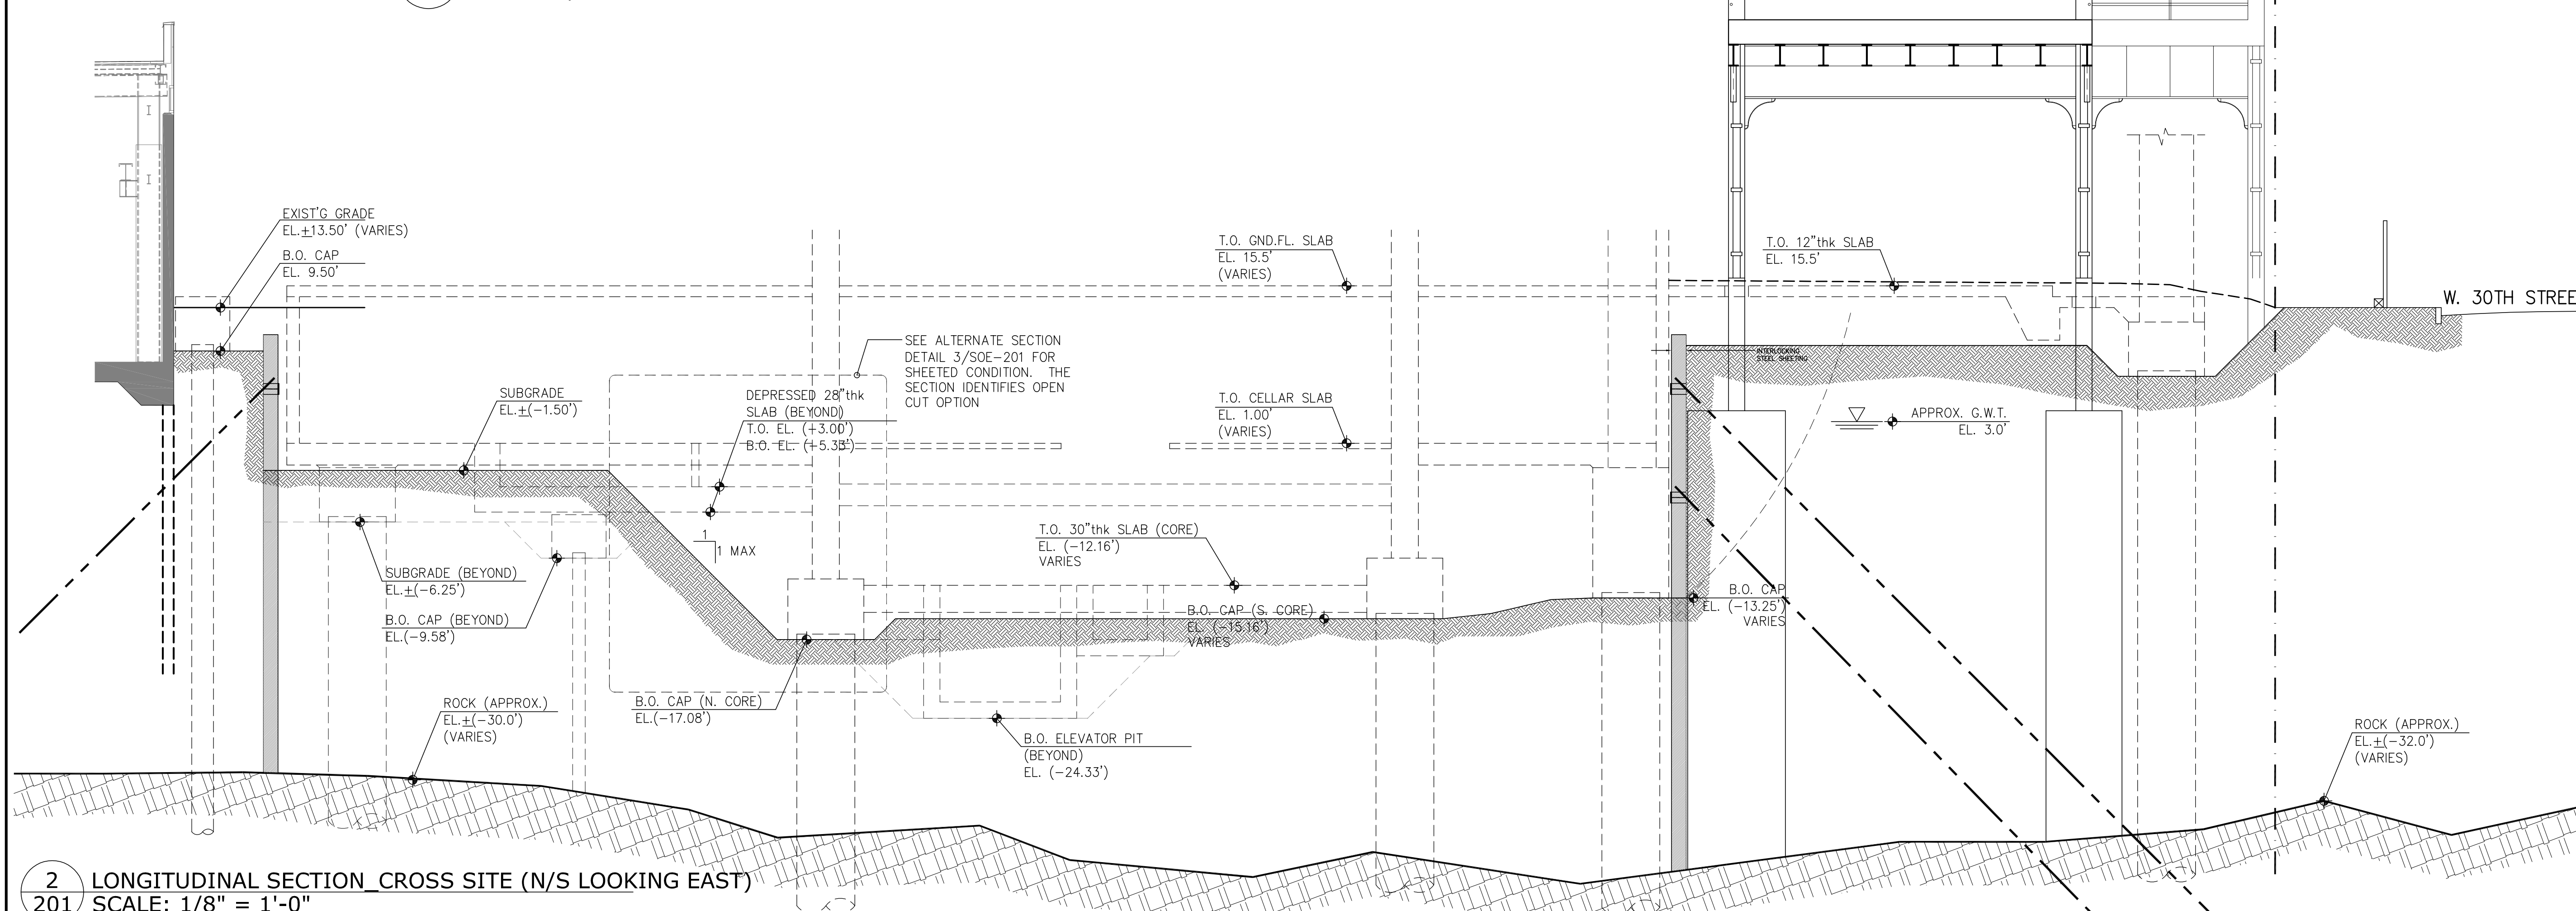 EXIST'G GRADE
EL.±13.50' (VARIES)
B.O. CAP
EL. 9.50'
SUBGRADE
EL.±(-1.50')
DEPRESSED 28"thk
SLAB (BEYOND)
T.O. EL. (+3.00')
B.O. EL. (+5.33')
SEE ALTERNATE SECTION
DETAIL 3/SOE-201 FOR
SHEETED CONDITION. THE
SECTION IDENTIFIES OPEN
CUT OPTION
T.O. GND.FL. SLAB
EL. 15.5'
(VARIES)
T.O. CELLAR SLAB
EL. 1.00'
(VARIES)
T.O. 12"thk SLAB
EL. 15.5'
INTERLOCKING
STEEL SHEETING
W. 30TH STREE
APPROX. G.W.T.
EL. 3.0'
1
1 MAX
T.O. 30"thk SLAB (CORE)
EL. (-12.16')
VARIES
SUBGRADE (BEYOND)
EL.±(-6.25')
B.O. CAP (BEYOND)
EL.(-9.58')
B.O. CAP (S. CORE)
EL. (-15.16')
VARIES
B.O. CAP
EL. (-13.25')
VARIES
ROCK (APPROX.)
EL.±(-30.0')
(VARIES)
B.O. CAP (N. CORE)
EL.(-17.08')
B.O. ELEVATOR PIT
(BEYOND)
EL. (-24.33')
ROCK (APPROX.)
EL.±(-32.0')
(VARIES)
2
201
LONGITUDINAL SECTION_CROSS SITE (N/S LOOKING EAST)
SCALE: 1/8" = 1'-0"